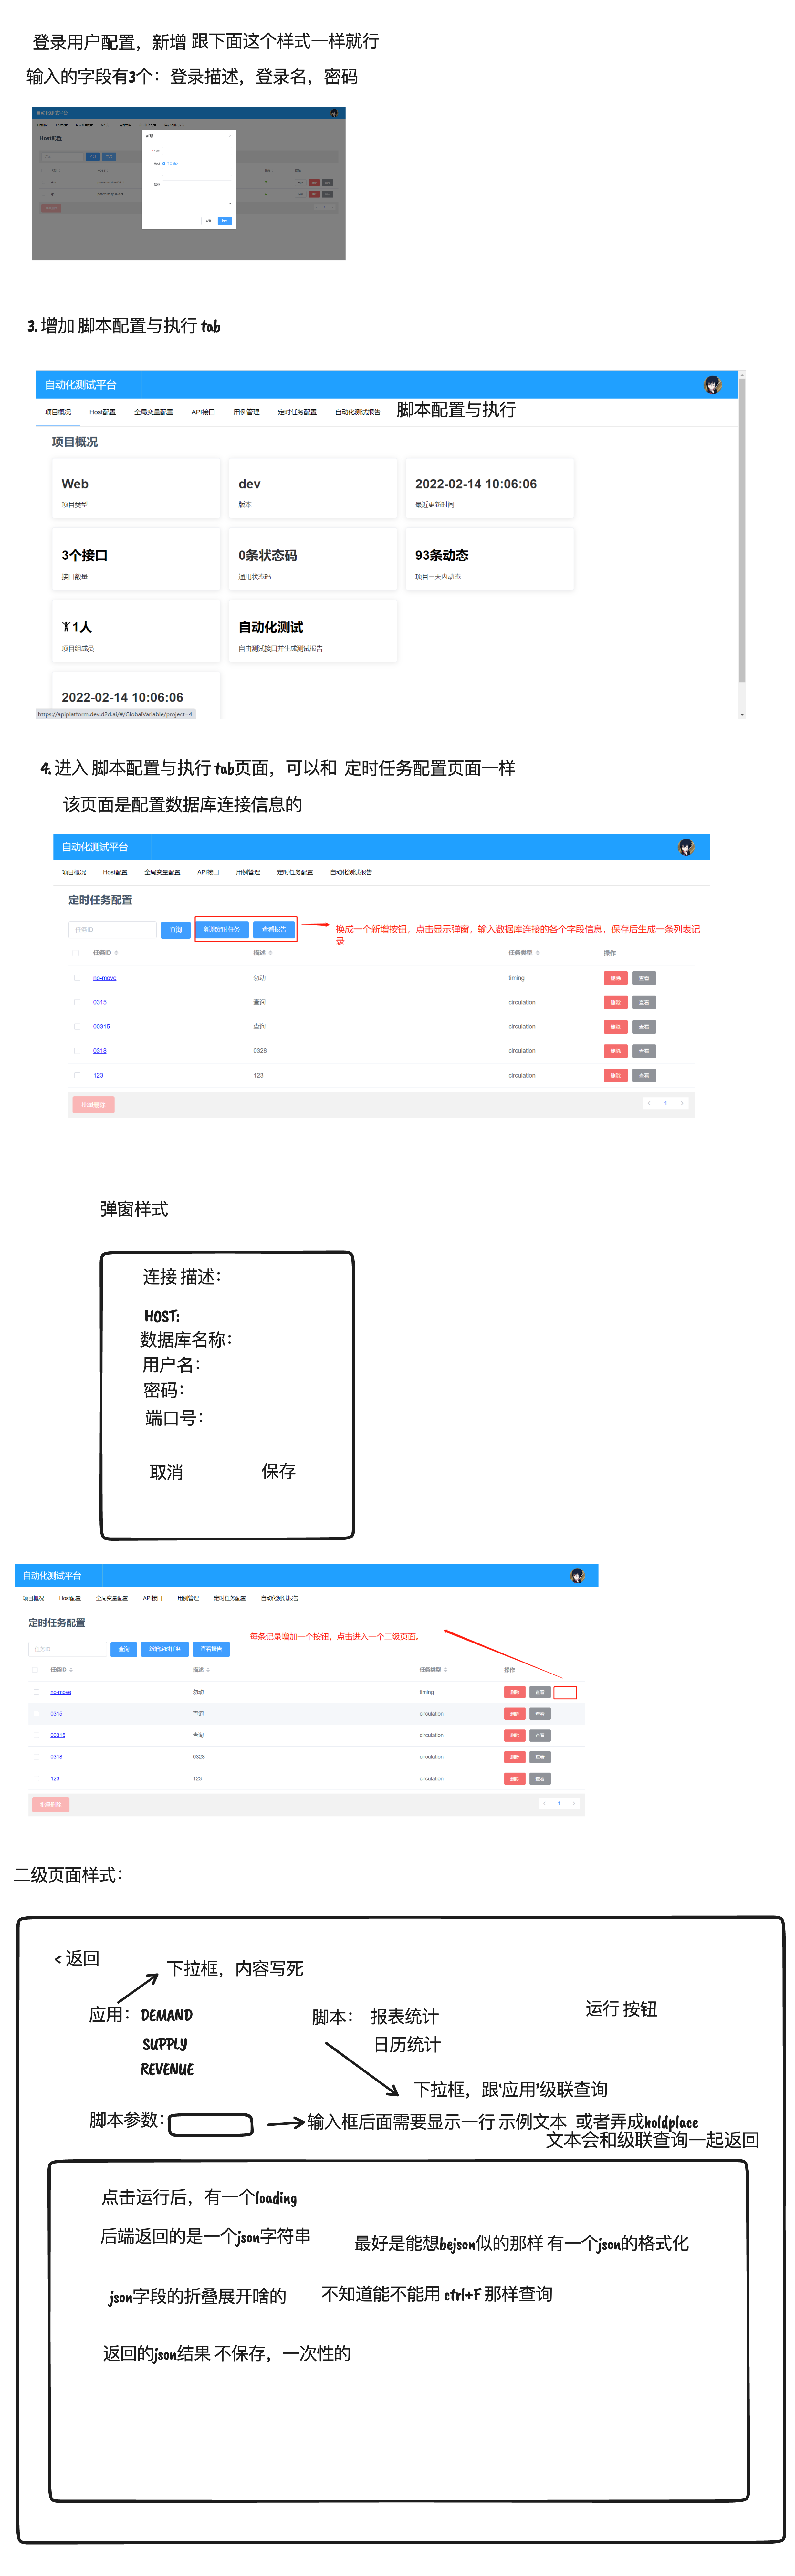 登录用户配置，新增 跟下面这个样式一样就行
输入的字段有3个：登录描述，登录名，密码
自动化测试平台
Host配置
新增
3. 增加 脚本配置与执行 tab
自动化测试平台
项目概况 Host配置 全局变量配置 API接口 用例管理 定时任务配置 自动化测试报告 脚本配置与执行
项目概况
Web dev 2022-02-14 10:06:06
项目类型 版本 最近更新时间
3个接口 0条状态码 93条动态
接口数量 通用状态码 项目三天内动态
1人 自动化测试
项目组成员 自由测试接口并生成测试报告
2022-02-14 10:06:06
https://apiplatform.dev.d2d.ai/#/GlobalVariable/project=4
4. 进入 脚本配置与执行 tab页面，可以和 定时任务配置页面一样
该页面是配置数据库连接信息的
自动化测试平台
项目概况 Host配置 全局变量配置 API接口 用例管理 定时任务配置 自动化测试报告
定时任务配置
任务ID 查询 新增定时任务 查看报告
换成一个新增按钮，点击显示弹窗，输入数据库连接的各个字段信息，保存后生成一条列表记
录
任务ID 描述 任务类型 操作
no-move 勿动 timing 删除 查看
0315 查询 circulation 删除 查看
00315 查询 circulation 删除 查看
0318 0328 circulation 删除 查看
123 123 circulation 删除 查看
批量删除 < 1 >
弹窗样式
连接 描述：
HOST:
数据库名称：
用户名：
密码：
端口号：
取消 保存
自动化测试平台
项目概况 Host配置 全局变量配置 API接口 用例管理 定时任务配置 自动化测试报告
定时任务配置
每条记录增加一个按钮，点击进入一个二级页面。
任务ID 查询 新增定时任务 查看报告
任务ID 描述 任务类型 操作
no-move 勿动 timing 删除 查看
0315 查询 circulation 删除 查看
00315 查询 circulation 删除 查看
0318 0328 circulation 删除 查看
123 123 circulation 删除 查看
批量删除 < 1 >
二级页面样式：
< 返回
下拉框，内容写死
应用：DEMAND 脚本： 报表统计 运行 按钮
SUPPLY 日历统计
REVENUE
下拉框，跟‘应用’级联查询
脚本参数： 输入框后面需要显示一行 示例文本 或者弄成holdplace
文本会和级联查询一起返回
点击运行后，有一个loading
后端返回的是一个json字符串 最好是能想bejson似的那样 有一个json的格式化
json字段的折叠展开啥的 不知道能不能用 ctrl+F 那样查询
返回的json结果 不保存，一次性的